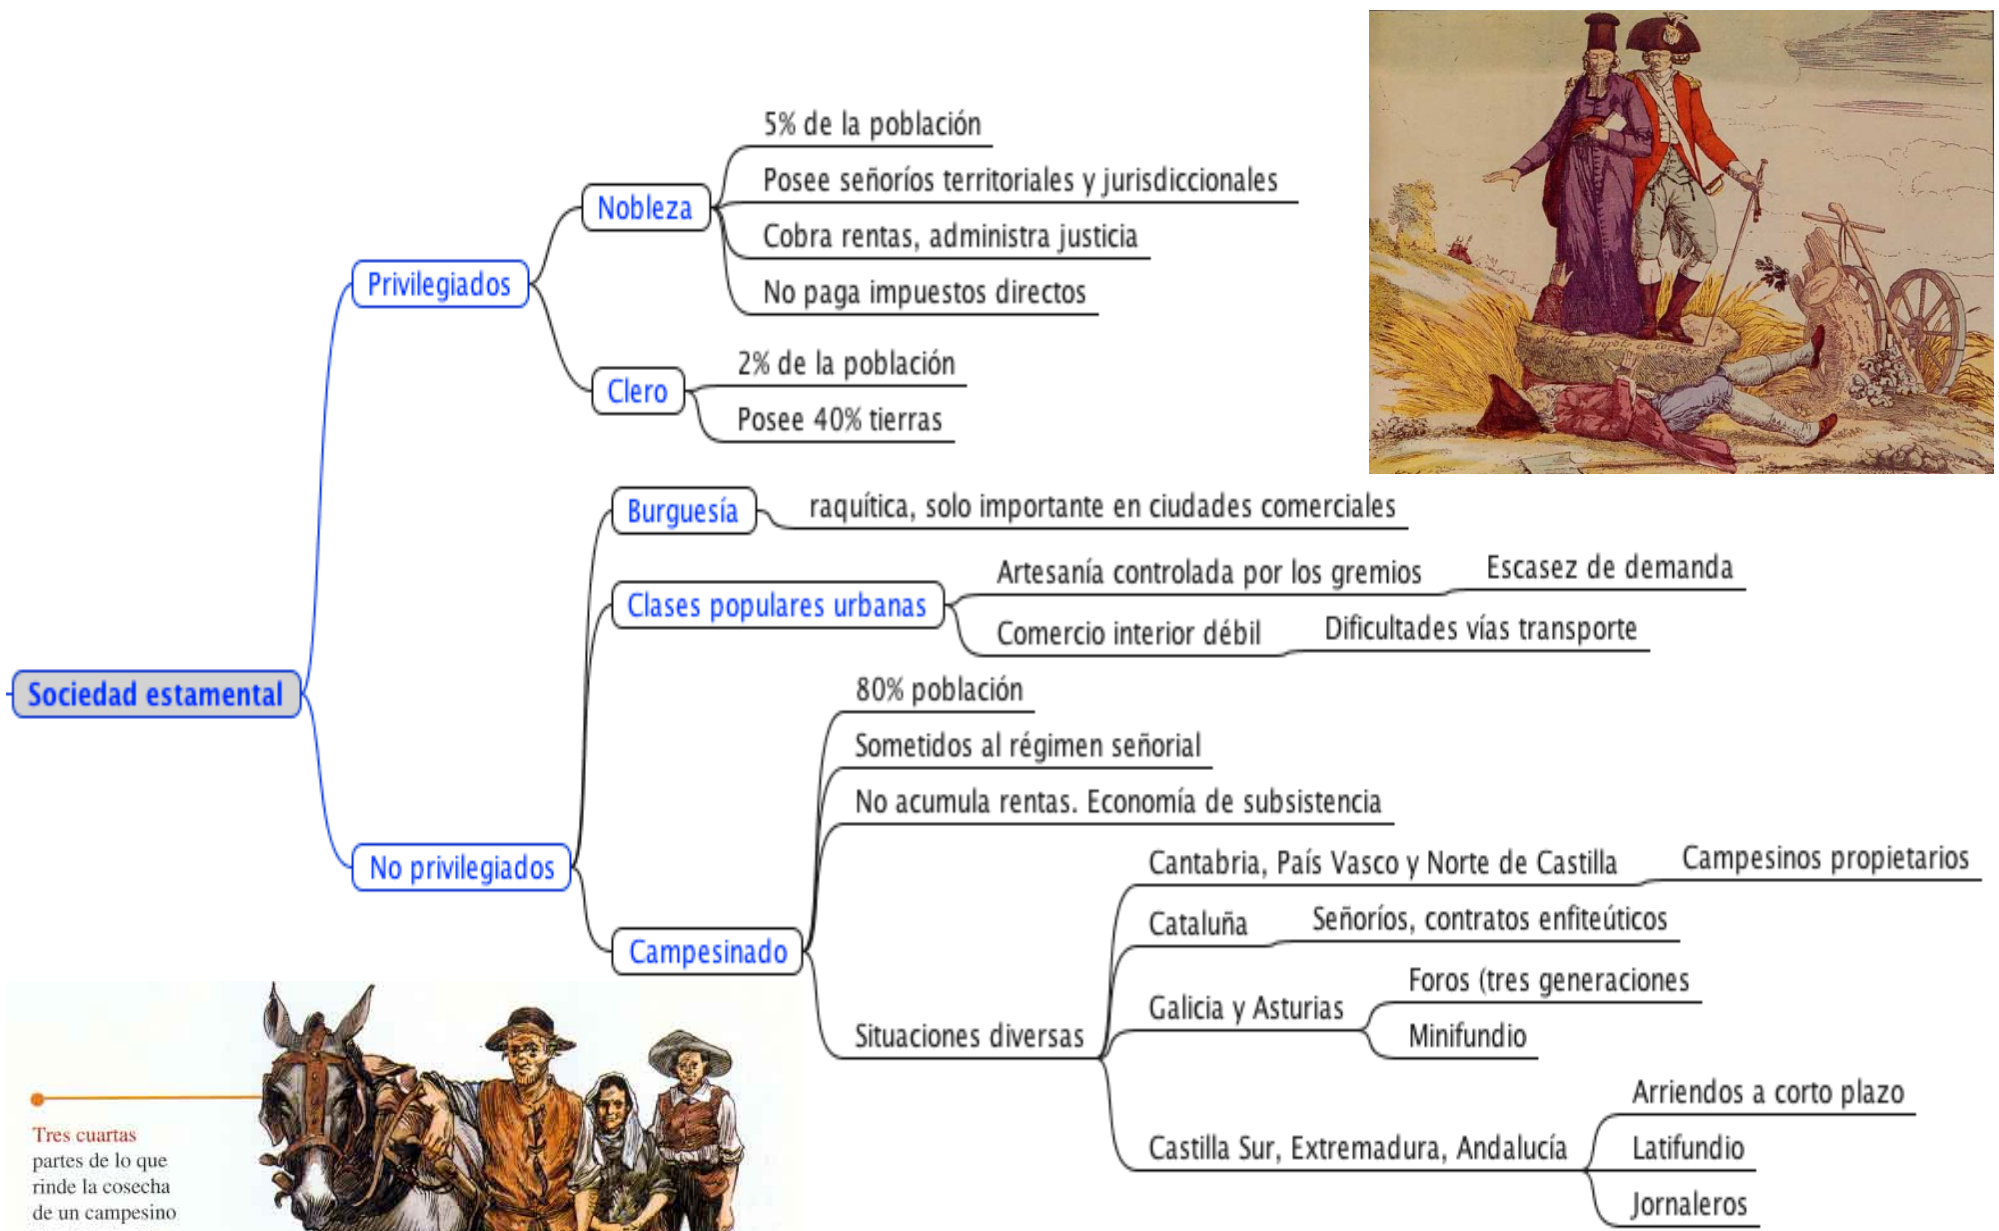 5% de la población
Posee señoríos territoriales y jurisdiccionales
Nobleza
Cobra rentas, administra justicia
No paga impuestos directos
Privilegiados
2% de la población
Clero
Posee 40% tierras
Burguesía
raquítica, solo importante en ciudades comerciales
Artesanía controlada por los gremios
Escasez de demanda
Clases populares urbanas
Comercio interior débil
Dificultades vías transporte
Sociedad estamental
80% población
Sometidos al régimen señorial
No acumula rentas. Economía de subsistencia
No privilegiados
Campesinado
Cantabria, País Vasco y Norte de Castilla
Campesinos propietarios
Cataluña
Señoríos, contratos enfitéuticos
Situaciones diversas
Galicia y Asturias
Foros (tres generaciones
Minifundio
Castilla Sur, Extremadura, Andalucía
Arriendos a corto plazo
Latifundio
Jornaleros
Tres cuartas
partes de lo que
rinde la cosecha
de un campesino